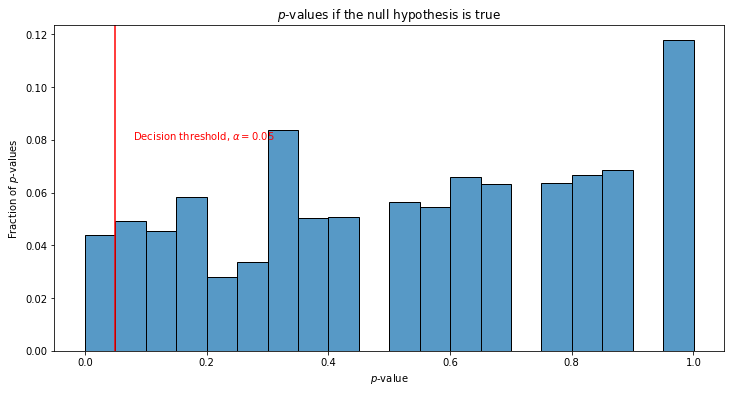 p-values if the null hypothesis is true
0.12
0.10
0.08
0.06
0.04
0.02
0.00
Fraction of p-values
Decision threshold, α = 0.05
0.0 0.2 0.4 0.6 0.8 1.0
p-value